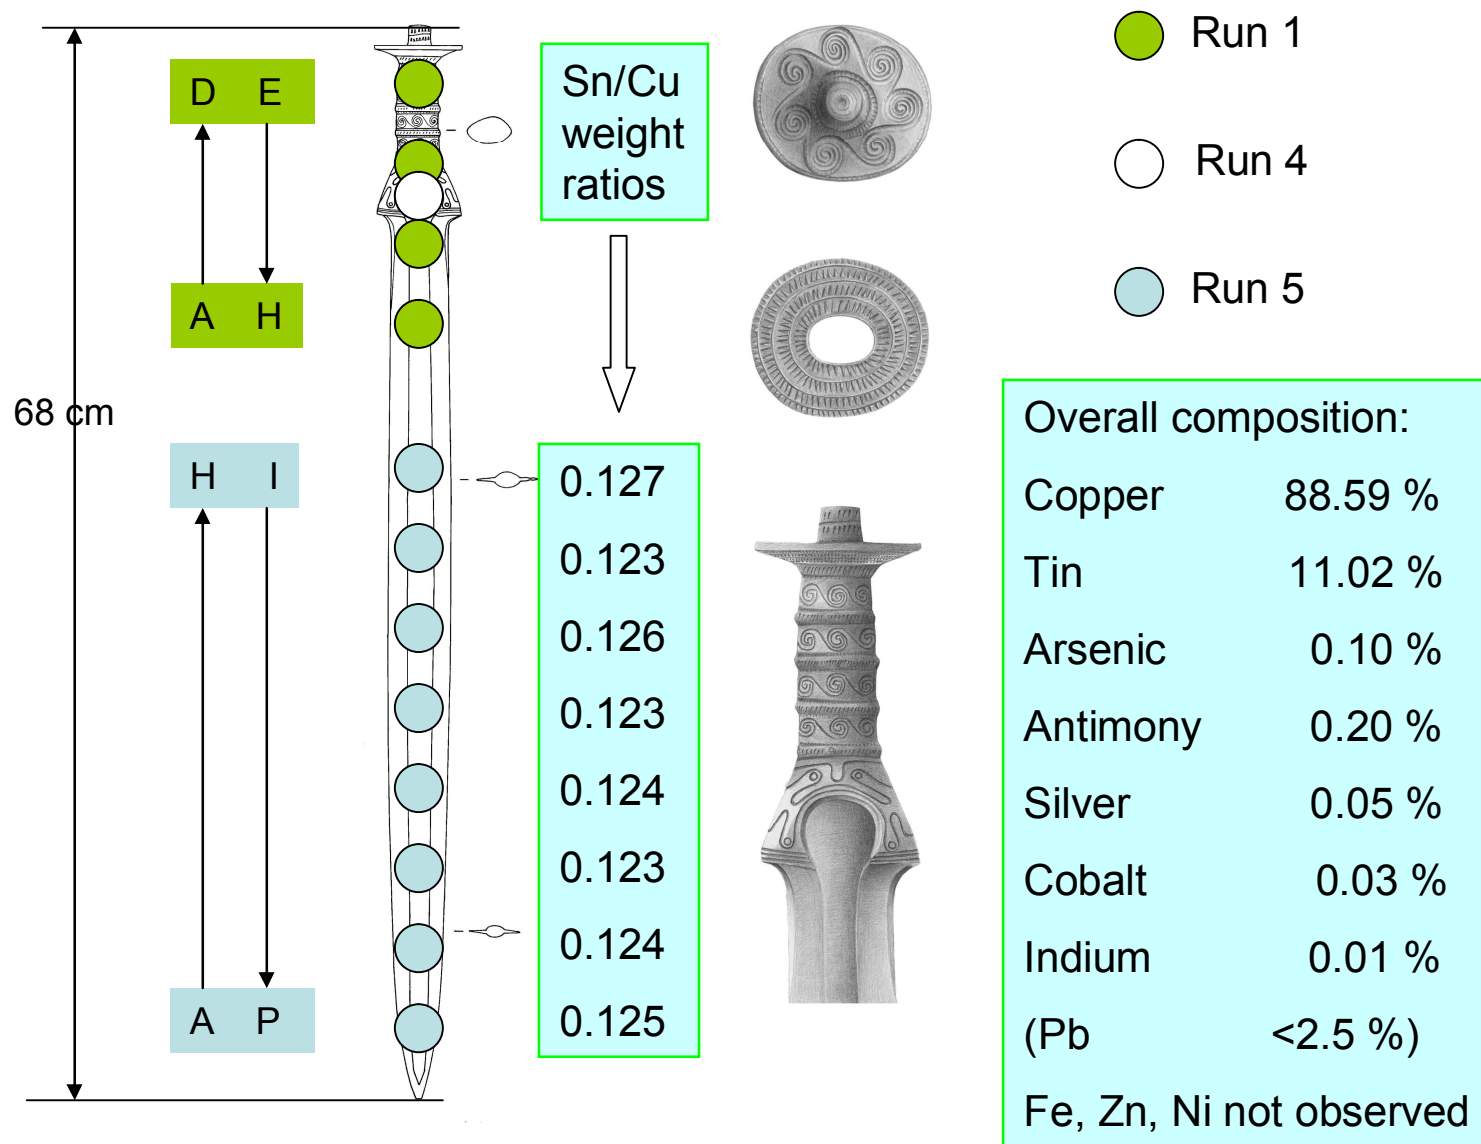 68 cm
D E
A H
H I
A P
Sn/Cu
weight
ratios
0.127
0.123
0.126
0.123
0.124
0.123
0.124
0.125
Run 1
Run 4
Run 5
Overall composition:
Copper 88.59 %
Tin 11.02 %
Arsenic 0.10 %
Antimony 0.20 %
Silver 0.05 %
Cobalt 0.03 %
Indium 0.01 %
(Pb <2.5 %)
Fe, Zn, Ni not observed